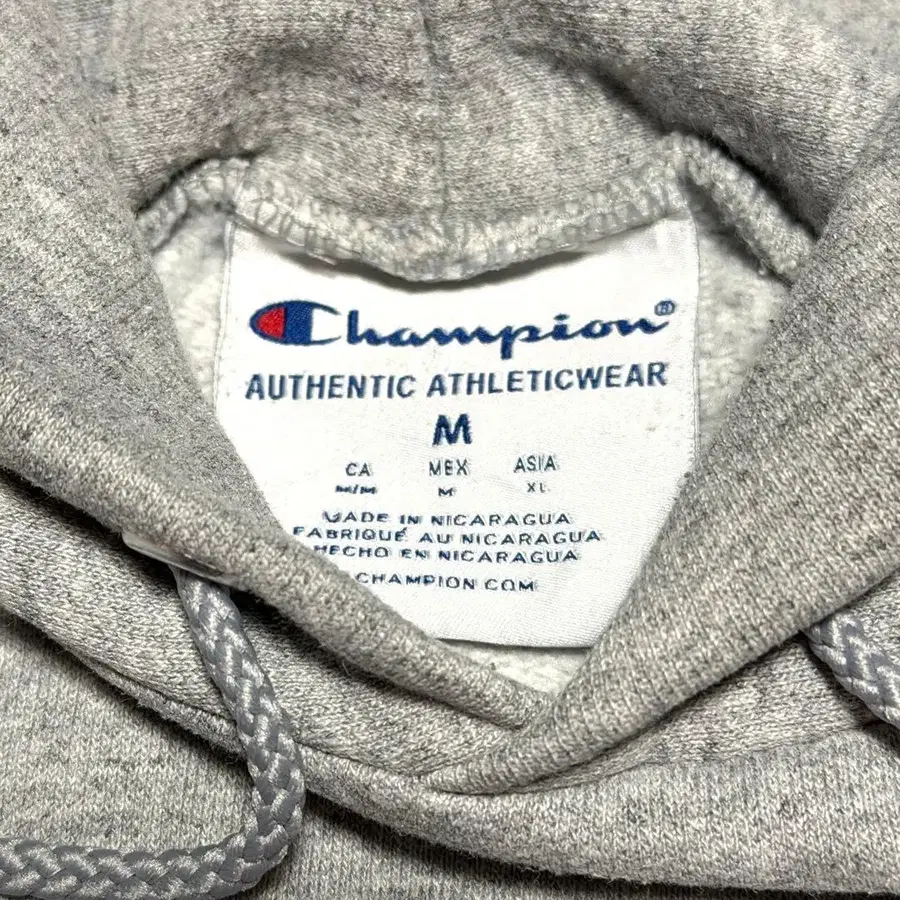 Champion®
AUTHENTIC ATHLETICWEAR
M
CA MEX ASIA
M/M M XL
MADE IN NICARAGUA
FABRIQUÉ AU NICARAGUA
HECHO EN NICARAGUA
CHAMPION.COM